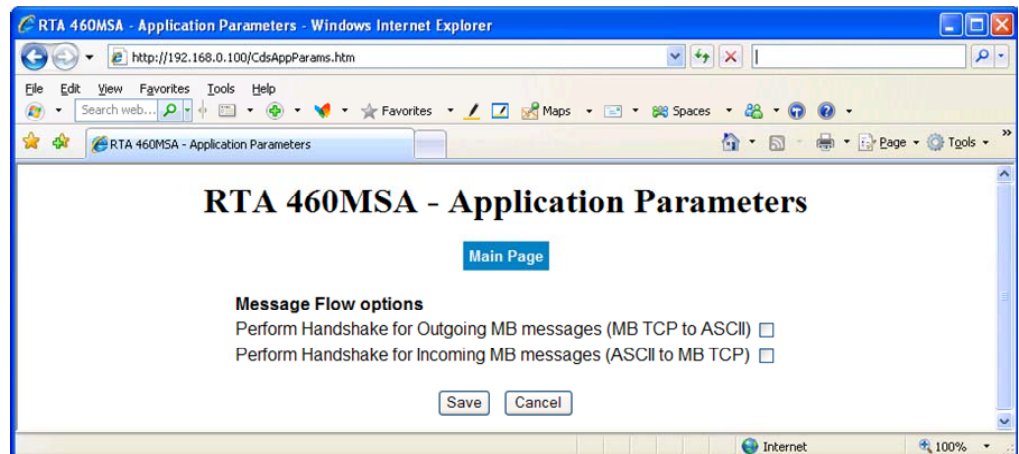 RTA 460MSA - Application Parameters - Windows Internet Explorer
http://192.168.0.100/CdsAppParams.htm
File Edit View Favorites Tools Help
Search web... Favorites Maps Spaces
RTA 460MSA - Application Parameters Page Tools »
RTA 460MSA - Application Parameters
Main Page
Message Flow options
Perform Handshake for Outgoing MB messages (MB TCP to ASCII)
Perform Handshake for Incoming MB messages (ASCII to MB TCP)
Save Cancel
Internet 100%